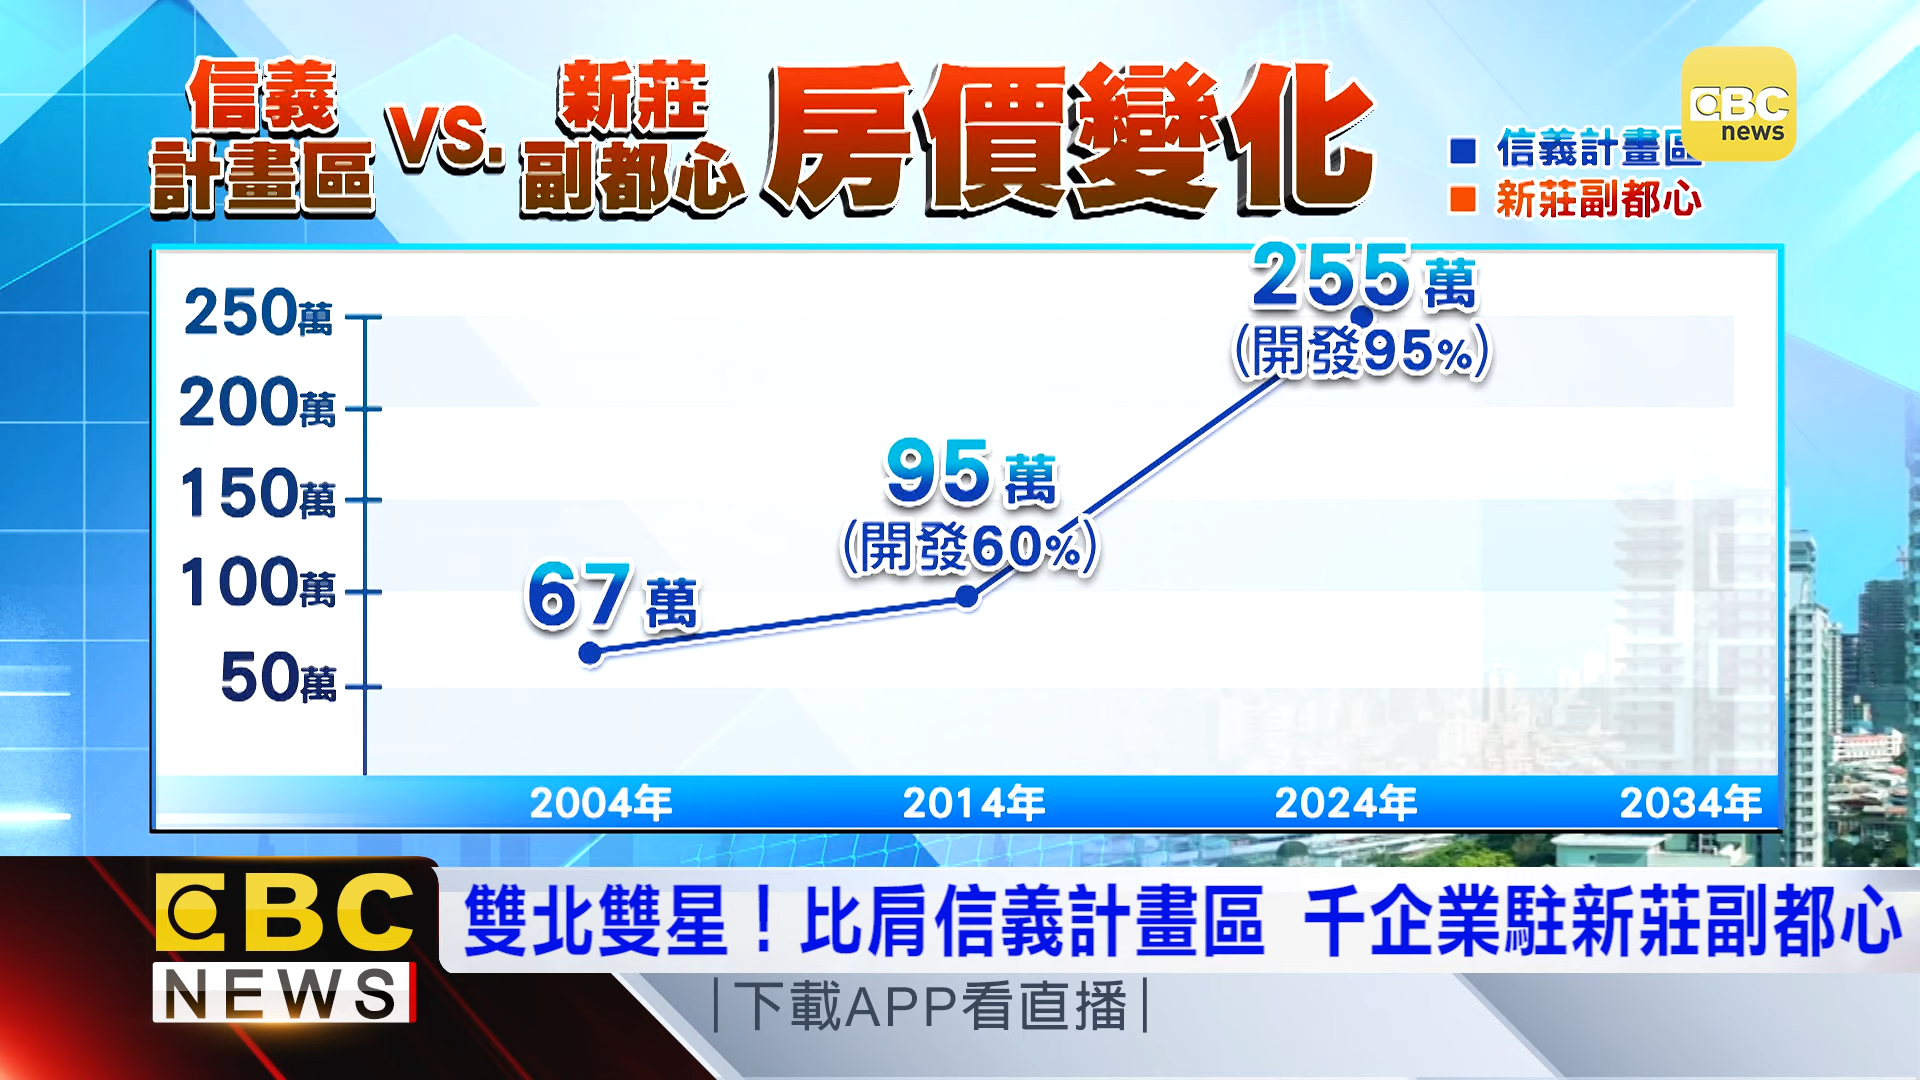 信義
計畫區
VS.
新莊
副都心
房價變化
EBC
news
信義計畫區
新莊副都心
250萬
200萬
150萬
100萬
50萬
67萬
95萬
(開發60%)
255萬
(開發95%)
2004年
2014年
2024年
2034年
EBC
NEWS
雙北雙星!比肩信義計畫區 千企業駐新莊副都心
|下載APP看直播|